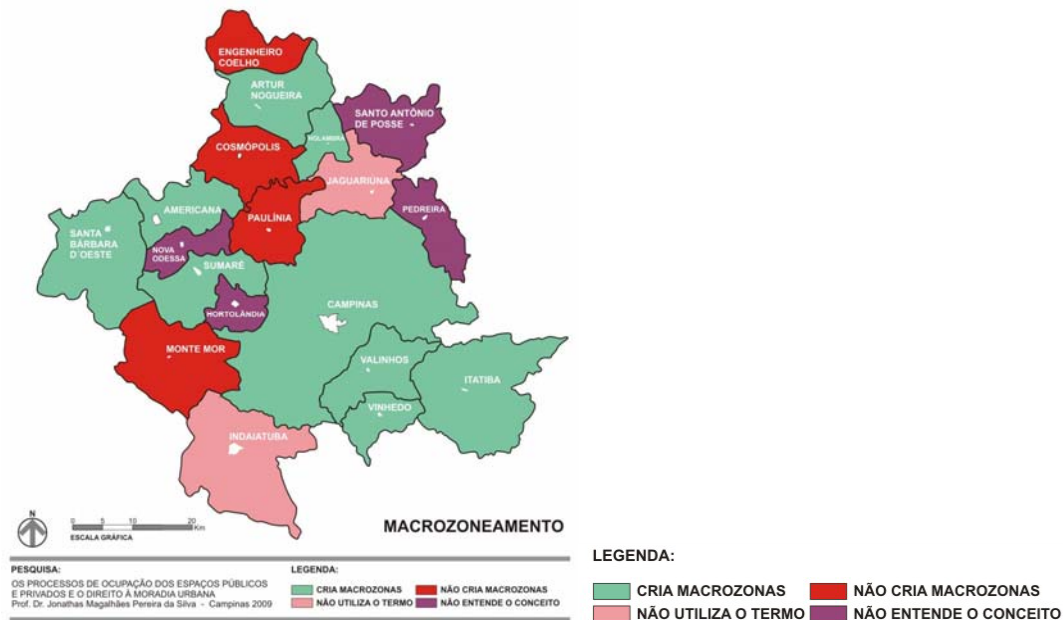 ENGENHEIRO
COELHO
ARTUR
NOGUEIRA
SANTO ANTÔNIO
DE POSSE
HOLAMBRA
COSMÓPOLIS
JAGUARIÚNA
AMERICANA
PAULÍNIA
PEDREIRA
SANTA
BÁRBARA
D´OESTE
NOVA
ODESSA
SUMARÉ
HORTOLÂNDIA
CAMPINAS
MONTE MOR
VALINHOS
ITATIBA
VINHEDO
INDAIATUBA
N
0 5 10 20
Km
ESCALA GRÁFICA
MACROZONEAMENTO
PESQUISA:
OS PROCESSOS DE OCUPAÇÃO DOS ESPAÇOS PÚBLICOS
E PRIVADOS E O DIREITO À MORADIA URBANA
Prof. Dr. Jonathas Magalhães Pereira da Silva - Campinas 2009
LEGENDA:
CRIA MACROZONAS NÃO CRIA MACROZONAS
NÃO UTILIZA O TERMO NÃO ENTENDE O CONCEITO
LEGENDA:
CRIA MACROZONAS NÃO CRIA MACROZONAS
NÃO UTILIZA O TERMO NÃO ENTENDE O CONCEITO